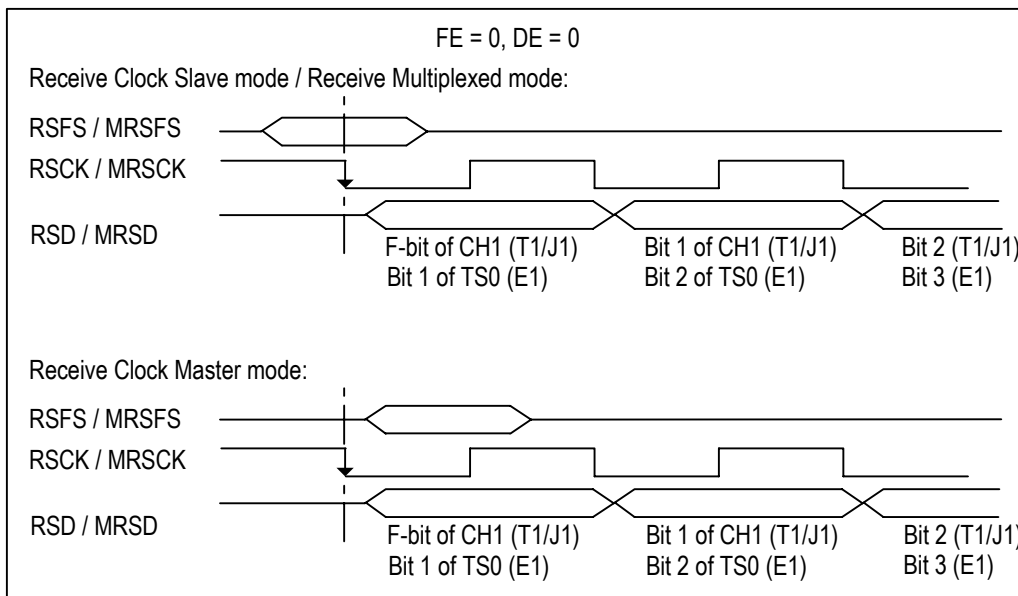 FE = 0, DE = 0
Receive Clock Slave mode / Receive Multiplexed mode:
RSFS / MRSFS
RSCK / MRSCK
RSD / MRSD
F-bit of CH1 (T1/J1) Bit 1 of CH1 (T1/J1) Bit 2 (T1/J1)
Bit 1 of TS0 (E1) Bit 2 of TS0 (E1) Bit 3 (E1)
Receive Clock Master mode:
RSFS / MRSFS
RSCK / MRSCK
RSD / MRSD
F-bit of CH1 (T1/J1) Bit 1 of CH1 (T1/J1) Bit 2 (T1/J1)
Bit 1 of TS0 (E1) Bit 2 of TS0 (E1) Bit 3 (E1)